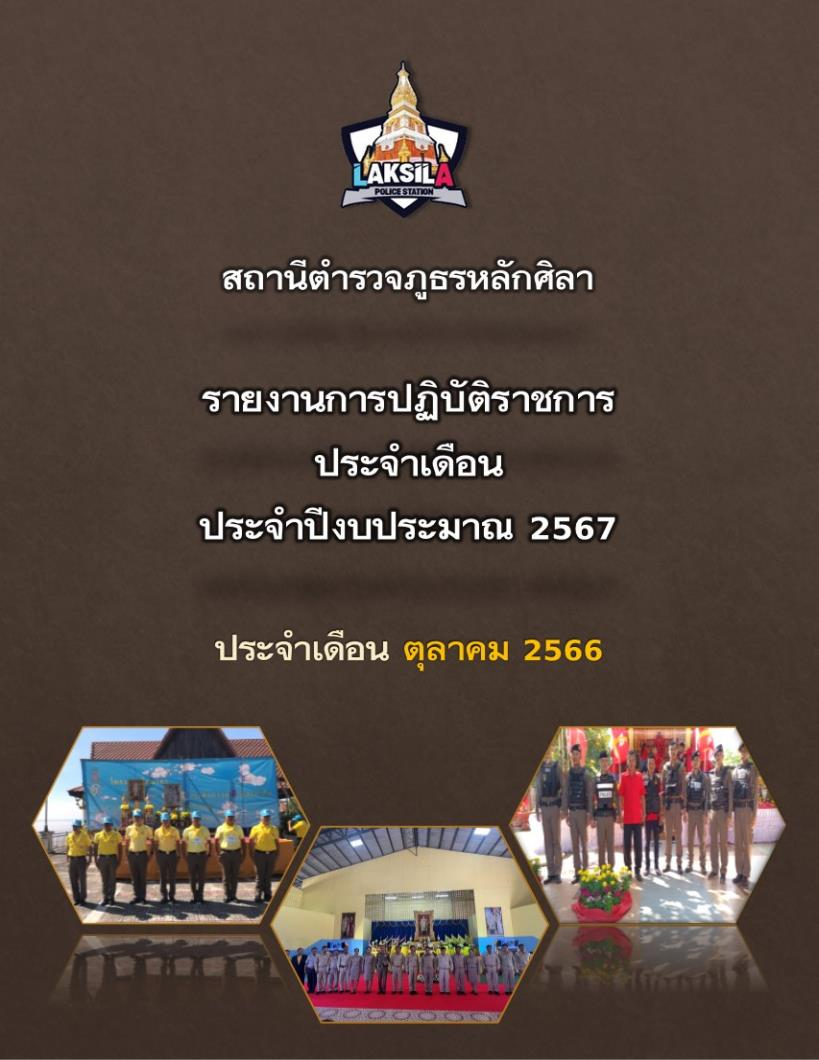 LAKSILA
POLICE STATION
สถานีตำรวจภูธรหลักศิลา
รายงานการปฏิบัติราชการ
ประจำเดือน
ประจำปีงบประมาณ 2567
ประจำเดือน ตุลาคม 2566